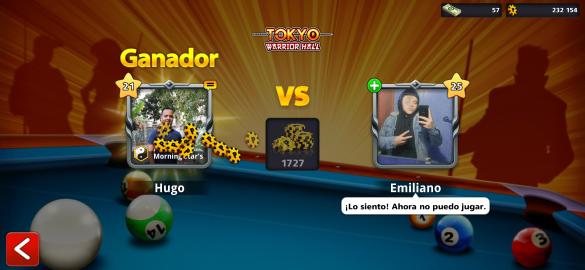 57
232 154
TOKYO
WARRIOR HALL
Ganador
21
VS
25
Morning Star's
1727
Hugo
Emiliano
¡Lo siento! Ahora no puedo jugar.
14
1
2
3